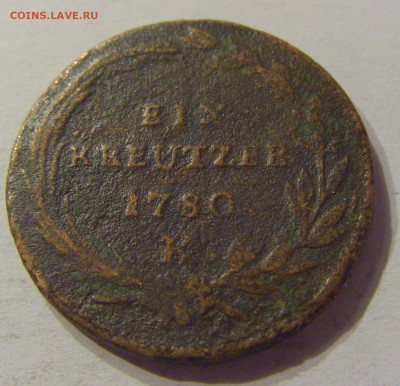 COINS.LAVE.RU
EIN
KREUTZER
1780.
K.